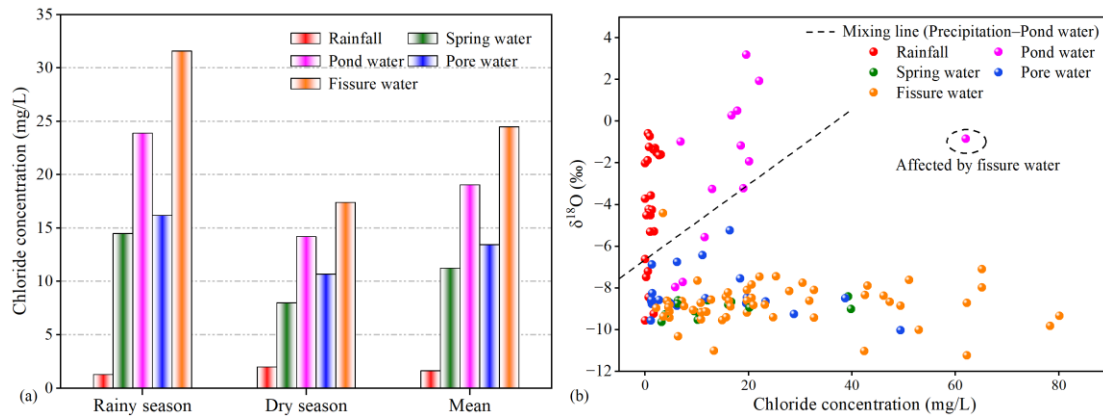 35
30
25
20
15
10
5
0
Chloride concentration (mg/L)
Rainfall
Spring water
Pond water
Pore water
Fissure water
(a)
Rainy season
Dry season
Mean
4
2
0
−2
−4
−6
−8
−10
−12
δ¹⁸O (‰)
Mixing line (Precipitation–Pond water)
Rainfall
Pond water
Spring water
Pore water
Fissure water
Affected by fissure water
(b)
0
20
40
60
80
Chloride concentration (mg/L)